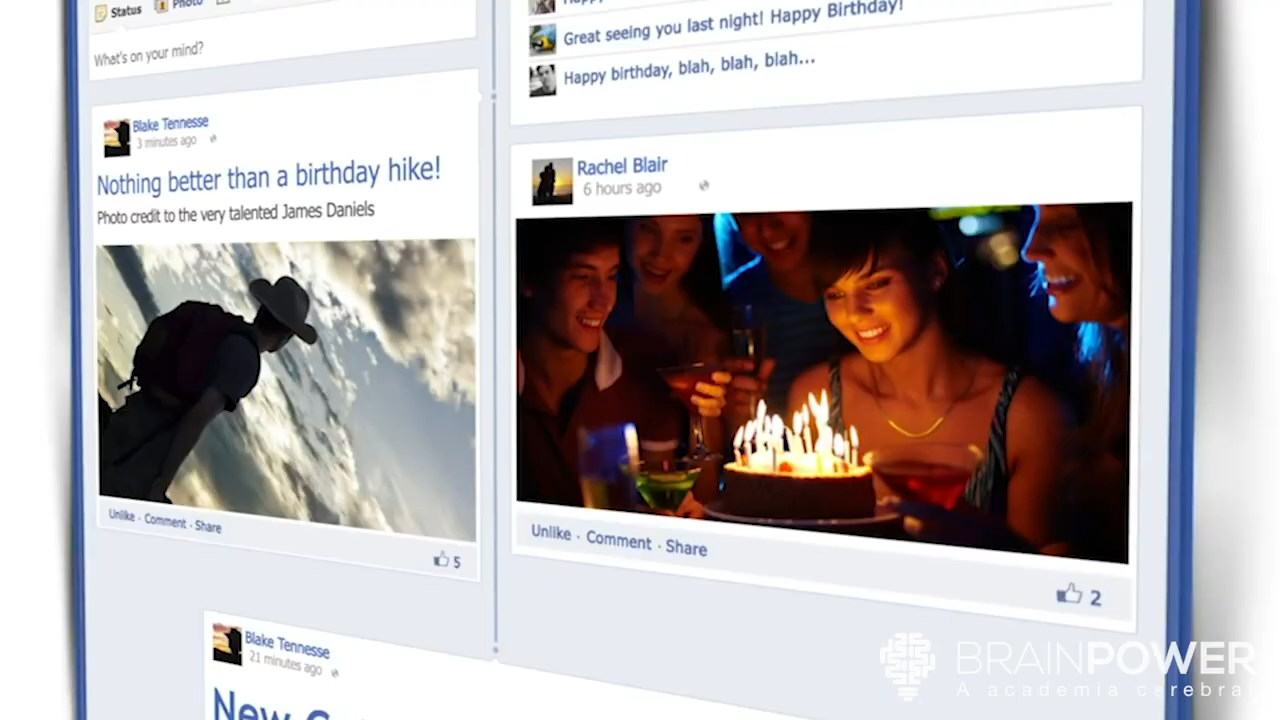 Status
Photo
What's on your mind?
Blake Tennesse
3 minutes ago
Nothing better than a birthday hike!
Photo credit to the very talented James Daniels
Unlike · Comment · Share
5
Blake Tennesse
21 minutes ago
New
Great seeing you last night! Happy Birthday!
Happy birthday, blah, blah, blah...
Rachel Blair
6 hours ago
Unlike · Comment · Share
2
BRAINPOWER
A academia cerebral